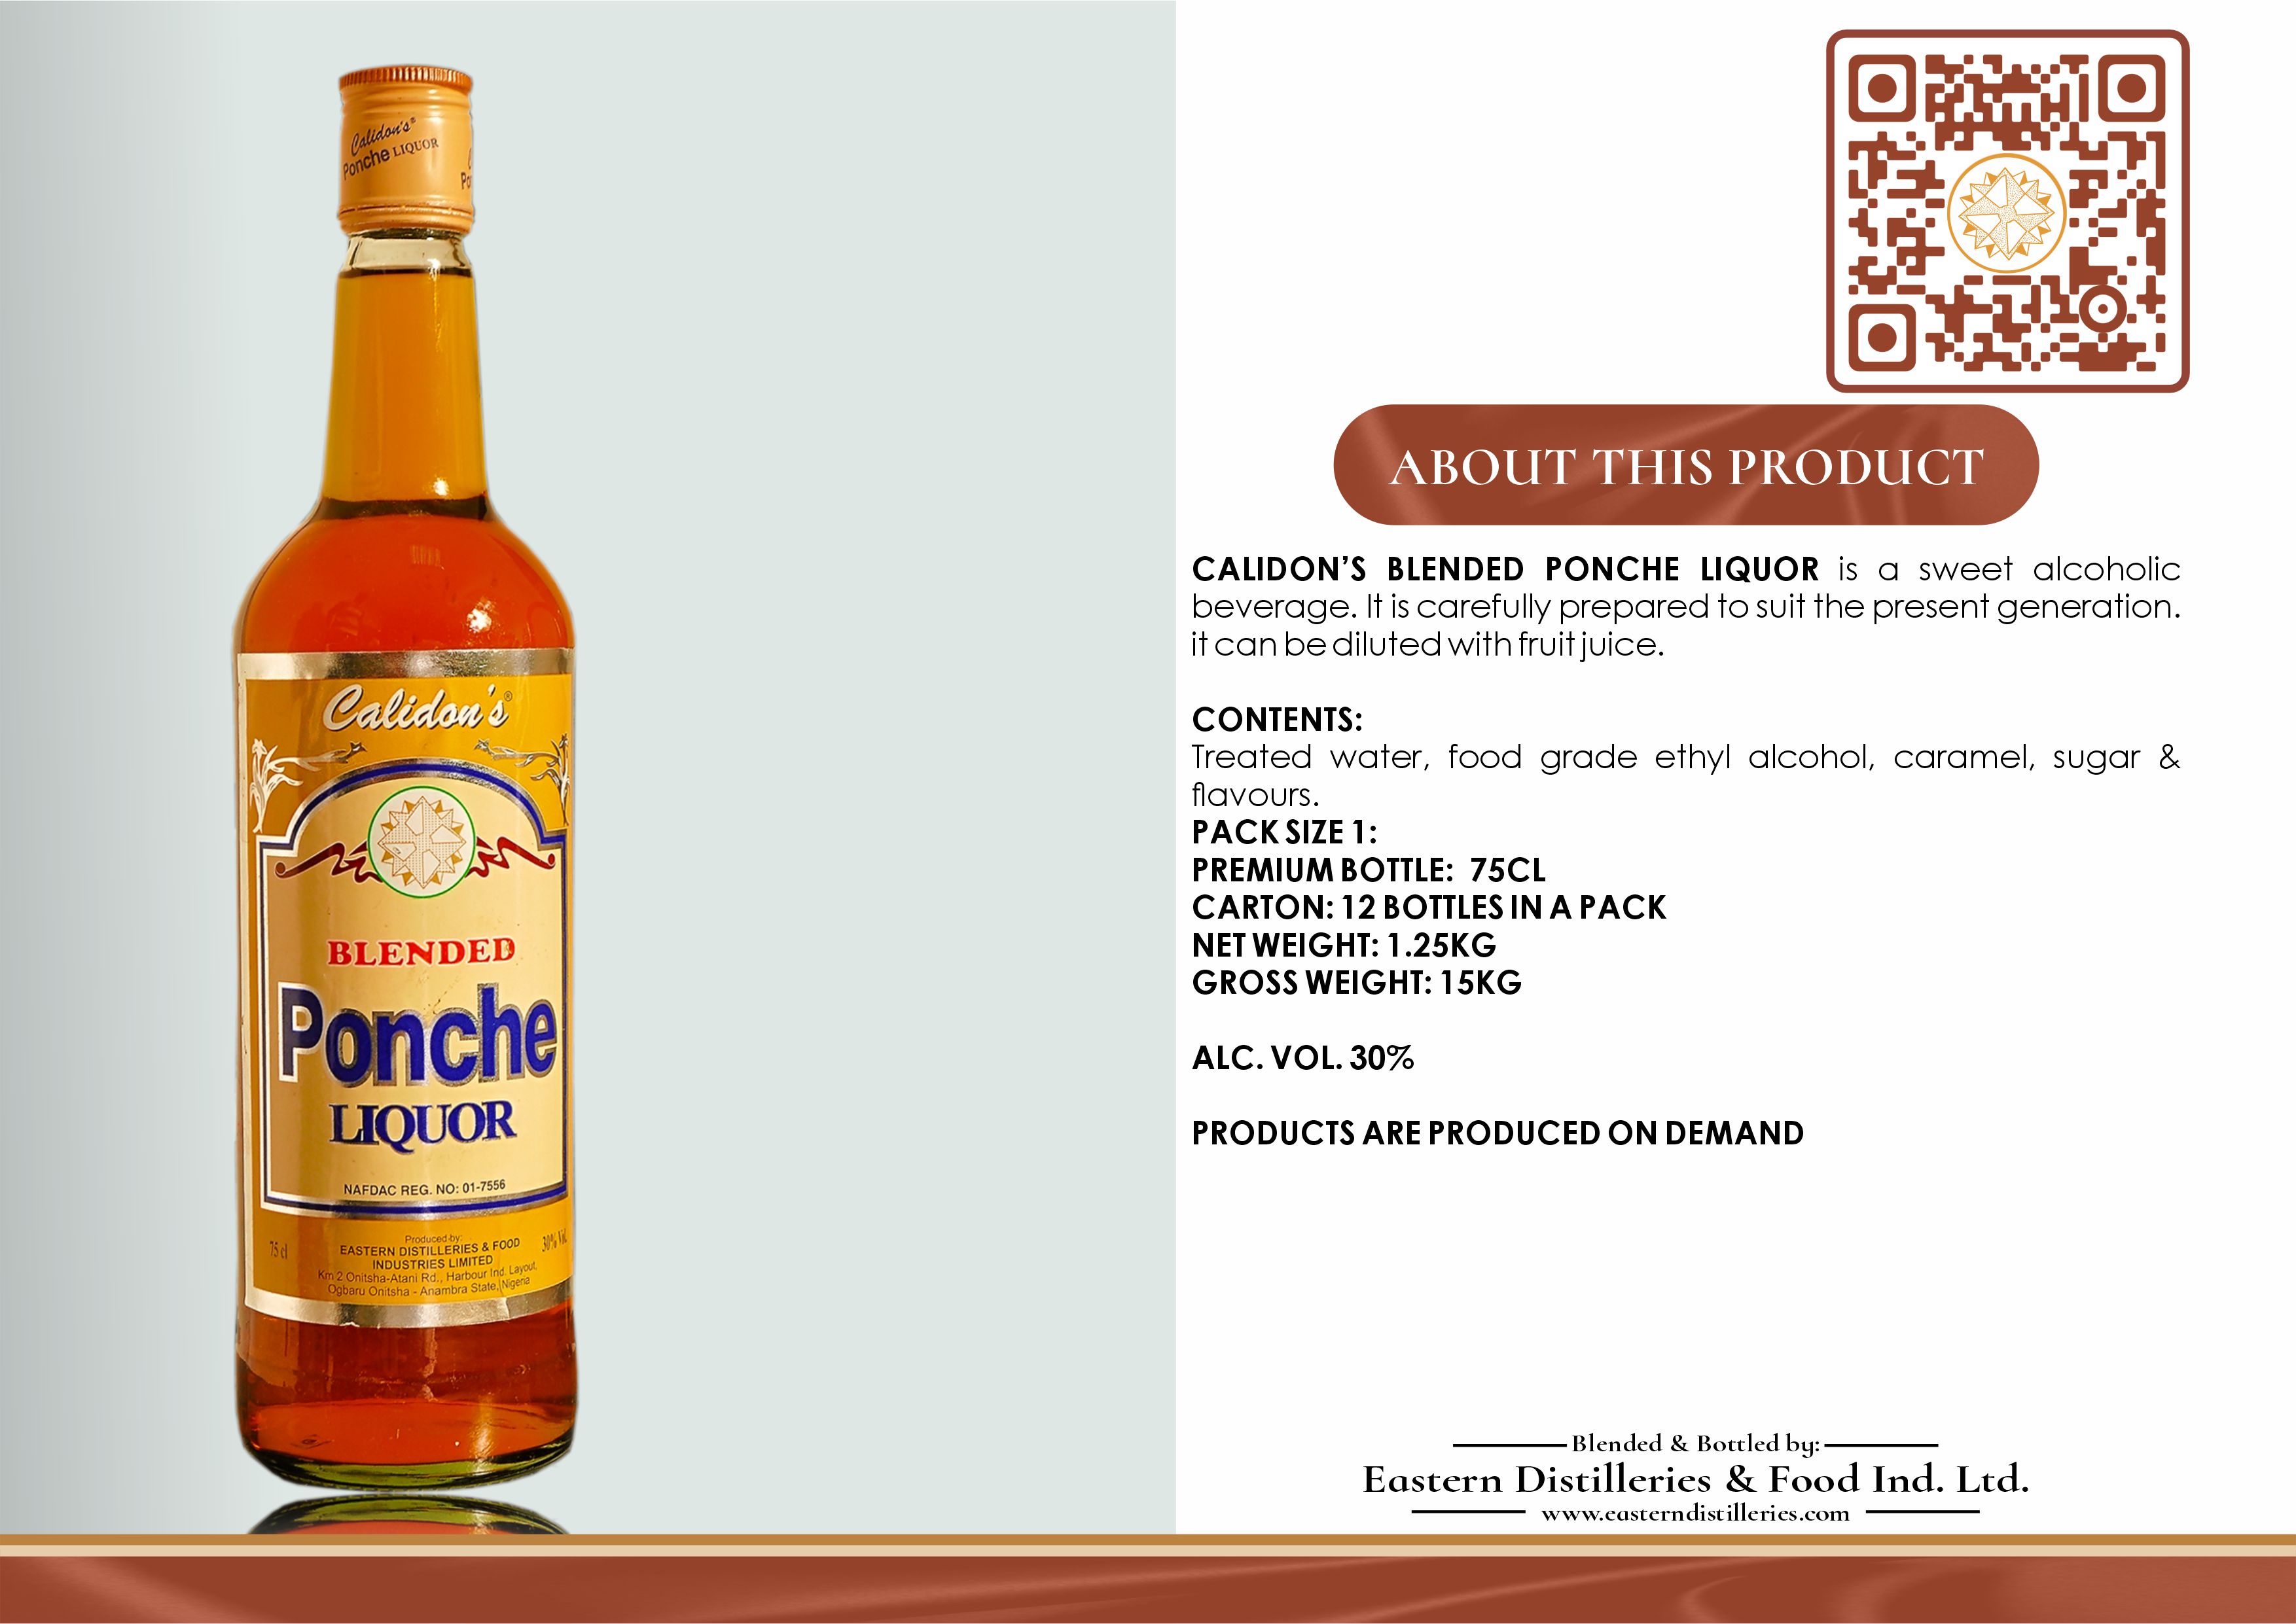 Calidon's®
Ponche LIQUOR
Calidon's®
BLENDED
Ponche
LIQUOR
NAFDAC REG. NO: 01-7556
75 cl
30% Vol.
Produced by:
EASTERN DISTILLERIES & FOOD
INDUSTRIES LIMITED
Km 2 Onitsha-Atani Rd., Harbour Ind. Layout,
Ogbaru Onitsha - Anambra State, Nigeria
ABOUT THIS PRODUCT
CALIDON’S BLENDED PONCHE LIQUOR is a sweet alcoholic
beverage. It is carefully prepared to suit the present generation.
it can be diluted with fruit juice.
CONTENTS:
Treated water, food grade ethyl alcohol, caramel, sugar &
flavours.
PACK SIZE 1:
PREMIUM BOTTLE: 75CL
CARTON: 12 BOTTLES IN A PACK
NET WEIGHT: 1.25KG
GROSS WEIGHT: 15KG
ALC. VOL. 30%
PRODUCTS ARE PRODUCED ON DEMAND
Blended & Bottled by:
Eastern Distilleries & Food Ind. Ltd.
www.easterndistilleries.com